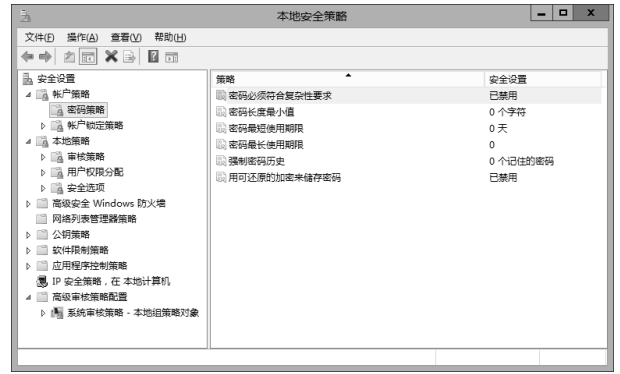 本地安全策略
文件(F) 操作(A) 查看(V) 帮助(H)
安全设置
帐户策略
密码策略
帐户锁定策略
本地策略
审核策略
用户权限分配
安全选项
高级安全 Windows 防火墙
网络列表管理器策略
公钥策略
软件限制策略
应用程序控制策略
IP 安全策略，在 本地计算机
高级审核策略配置
系统审核策略 - 本地组策略对象
策略 安全设置
密码必须符合复杂性要求 已禁用
密码长度最小值 0 个字符
密码最短使用期限 0 天
密码最长使用期限 0
强制密码历史 0 个记住的密码
用可还原的加密来储存密码 已禁用